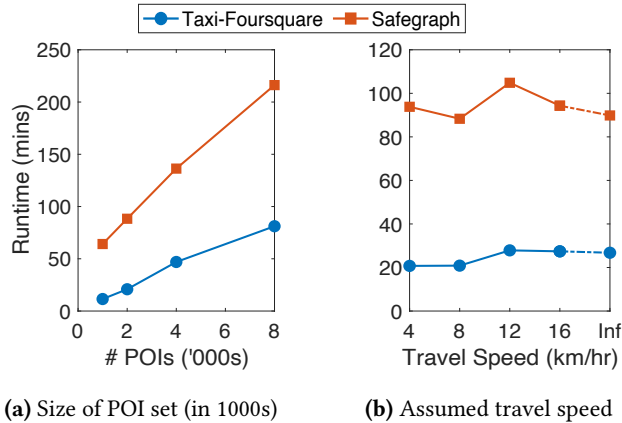 Taxi-Foursquare Safegraph
250
200
150
100
50
0
Runtime (mins)
0 2 4 6 8
# POIs ('000s)
120
100
80
60
40
20
0
4 8 12 16 Inf
Travel Speed (km/hr)
(a) Size of POI set (in 1000s)
(b) Assumed travel speed